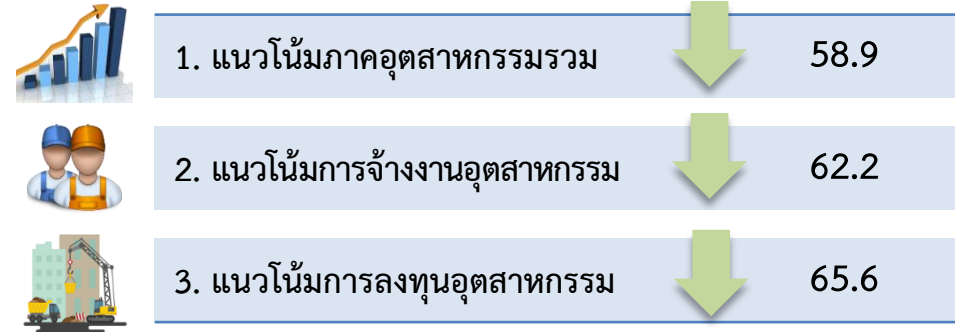 1. แนวโน้มภาคอุตสาหกรรมรวม 58.9
2. แนวโน้มการจ้างงานอุตสาหกรรม 62.2
3. แนวโน้มการลงทุนอุตสาหกรรม 65.6